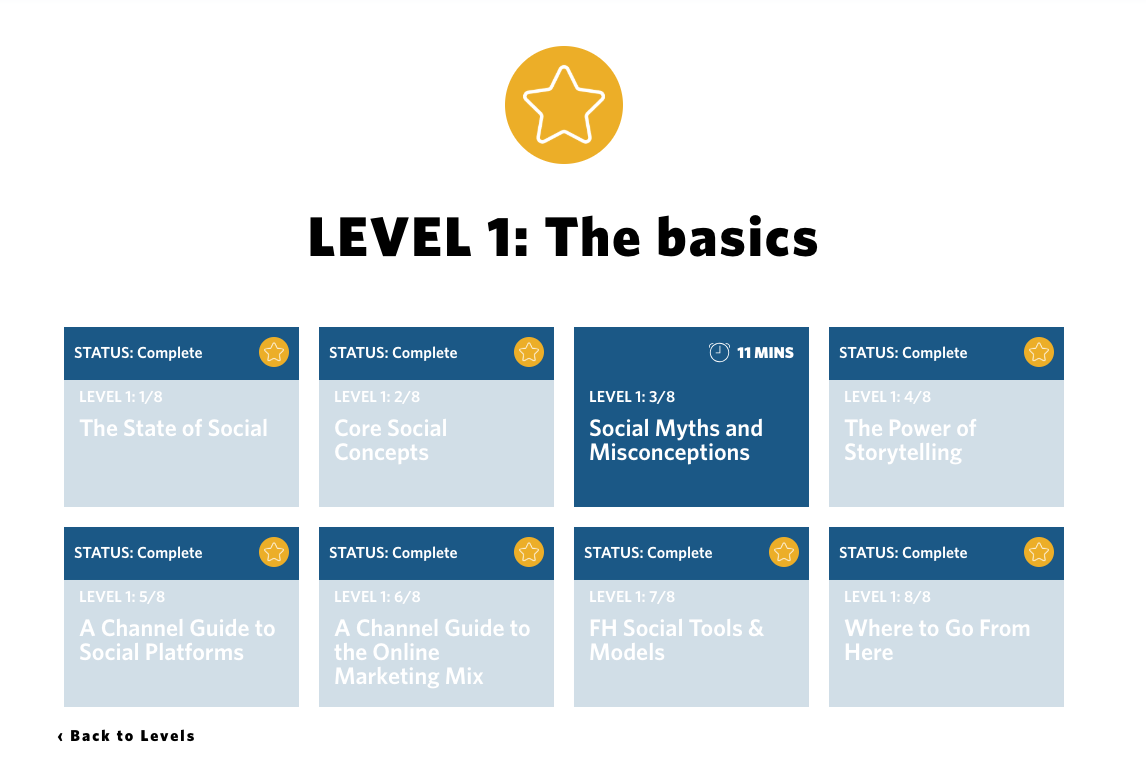 LEVEL 1: The basics
STATUS: Complete
LEVEL 1: 1/8
The State of Social
STATUS: Complete
LEVEL 1: 2/8
Core Social
Concepts
11 MINS
LEVEL 1: 3/8
Social Myths and
Misconceptions
STATUS: Complete
LEVEL 1: 4/8
The Power of
Storytelling
STATUS: Complete
LEVEL 1: 5/8
A Channel Guide to
Social Platforms
STATUS: Complete
LEVEL 1: 6/8
A Channel Guide to
the Online
Marketing Mix
STATUS: Complete
LEVEL 1: 7/8
FH Social Tools &
Models
STATUS: Complete
LEVEL 1: 8/8
Where to Go From
Here
‹ Back to Levels